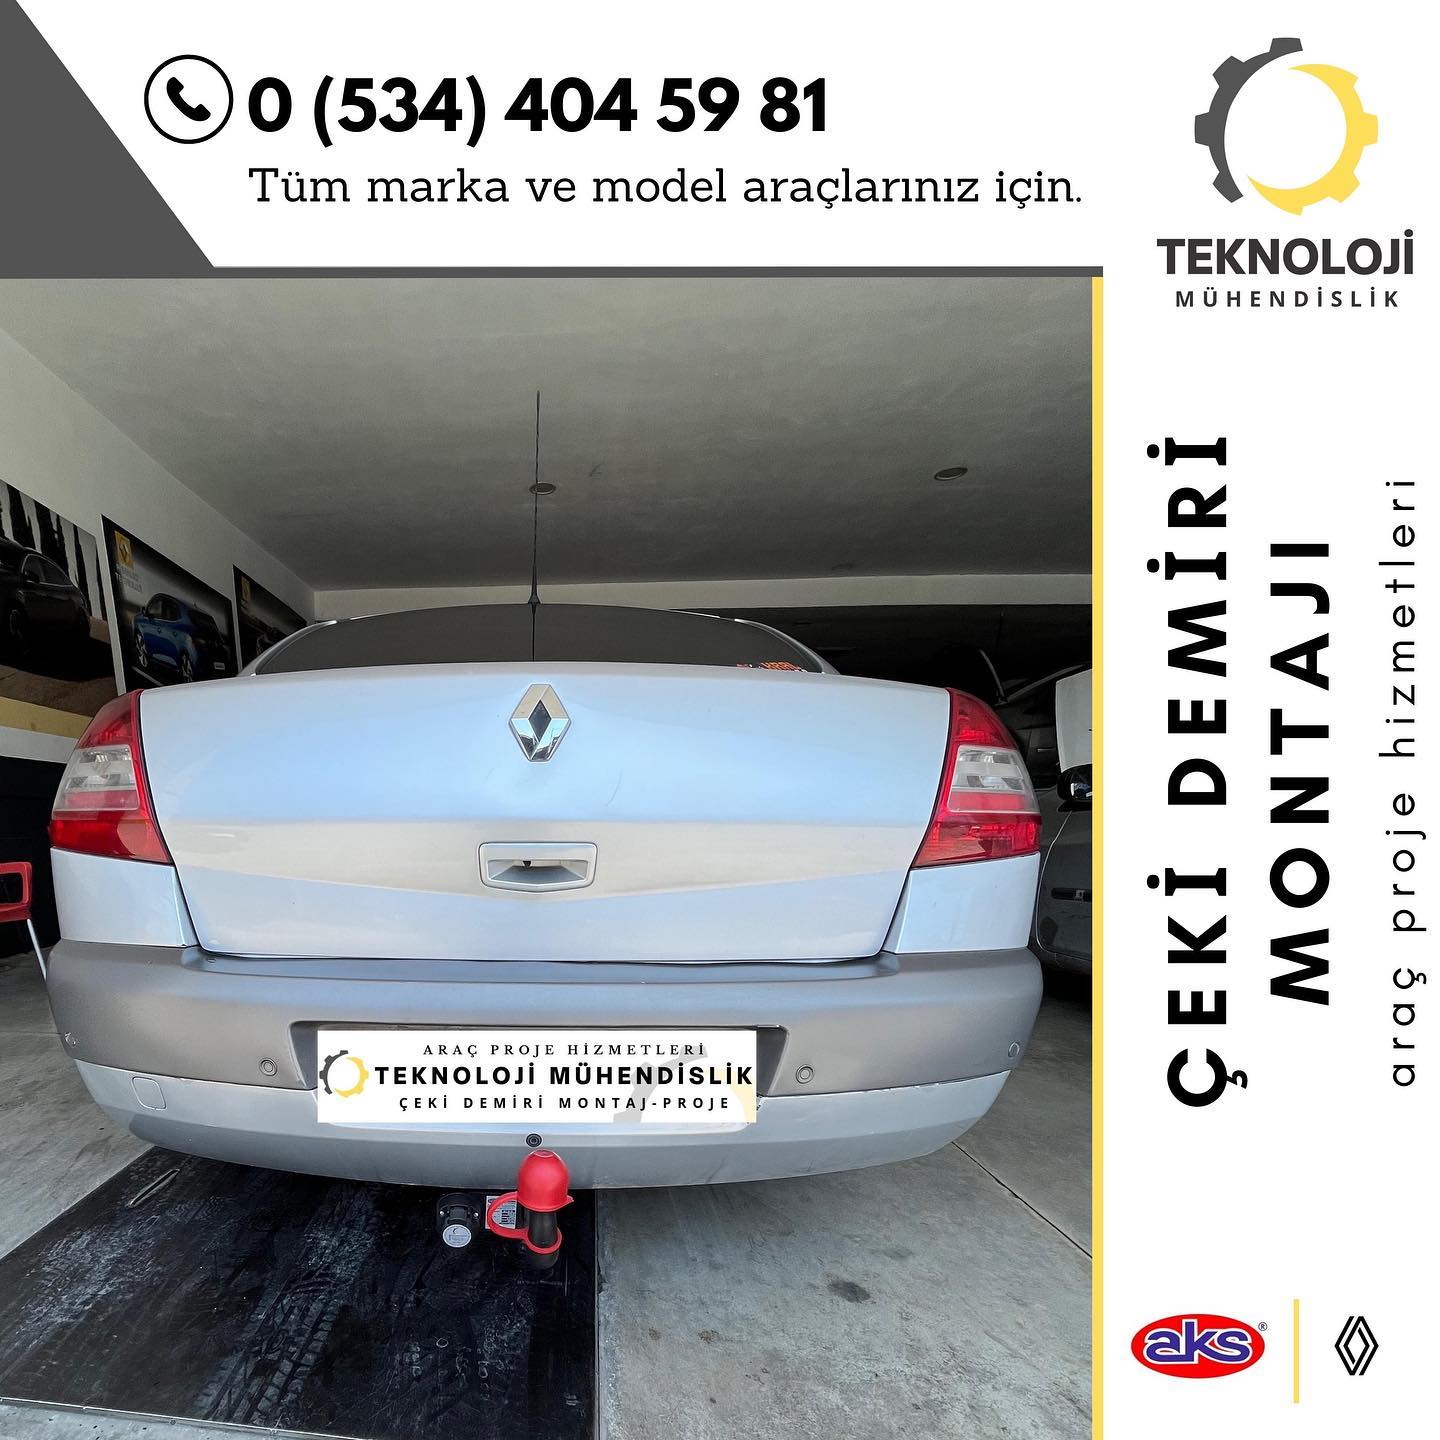 0 (534) 404 59 81
Tüm marka ve model araçlarınız için.
TEKNOLOJİ
MÜHENDİSLİK
ÇEKİ DEMİRİ
MONTAJI
araç proje hizmetleri
ARAÇ PROJE HİZMETLERİ
TEKNOLOJİ MÜHENDİSLİK
ÇEKİ DEMİRİ MONTAJ-PROJE
aks®